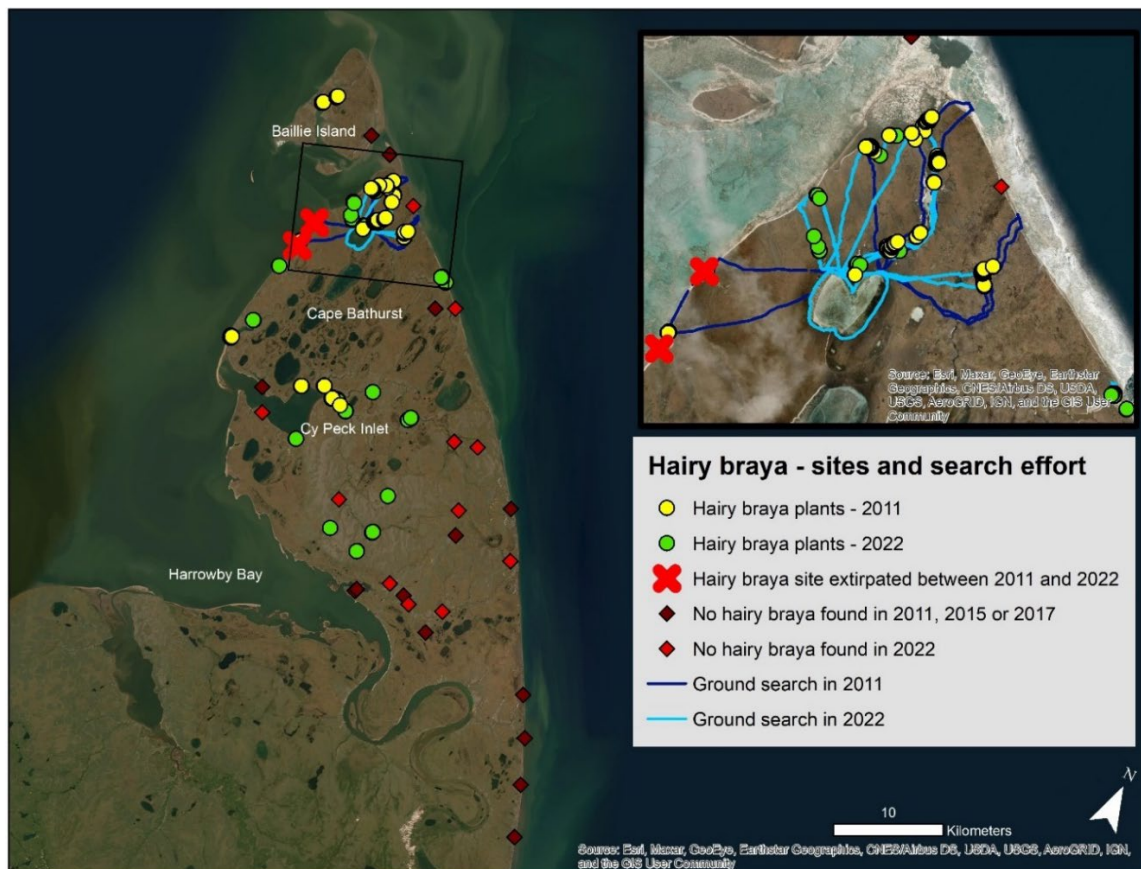 Baillie Island
Cape Bathurst
Cy Peck Inlet
Harrowby Bay
Source: Esri, Maxar, GeoEye, Earthstar
Geographics, CNES/Airbus DS, USDA,
USGS, AeroGRID, IGN, and the GIS User
Community
Hairy braya - sites and search effort
Hairy braya plants - 2011
Hairy braya plants - 2022
Hairy braya site extirpated between 2011 and 2022
No hairy braya found in 2011, 2015 or 2017
No hairy braya found in 2022
Ground search in 2011
Ground search in 2022
N
10
Kilometers
Source: Esri, Maxar, GeoEye, Earthstar Geographics, CNES/Airbus DS, USDA, USGS, AeroGRID, IGN,
and the GIS User Community